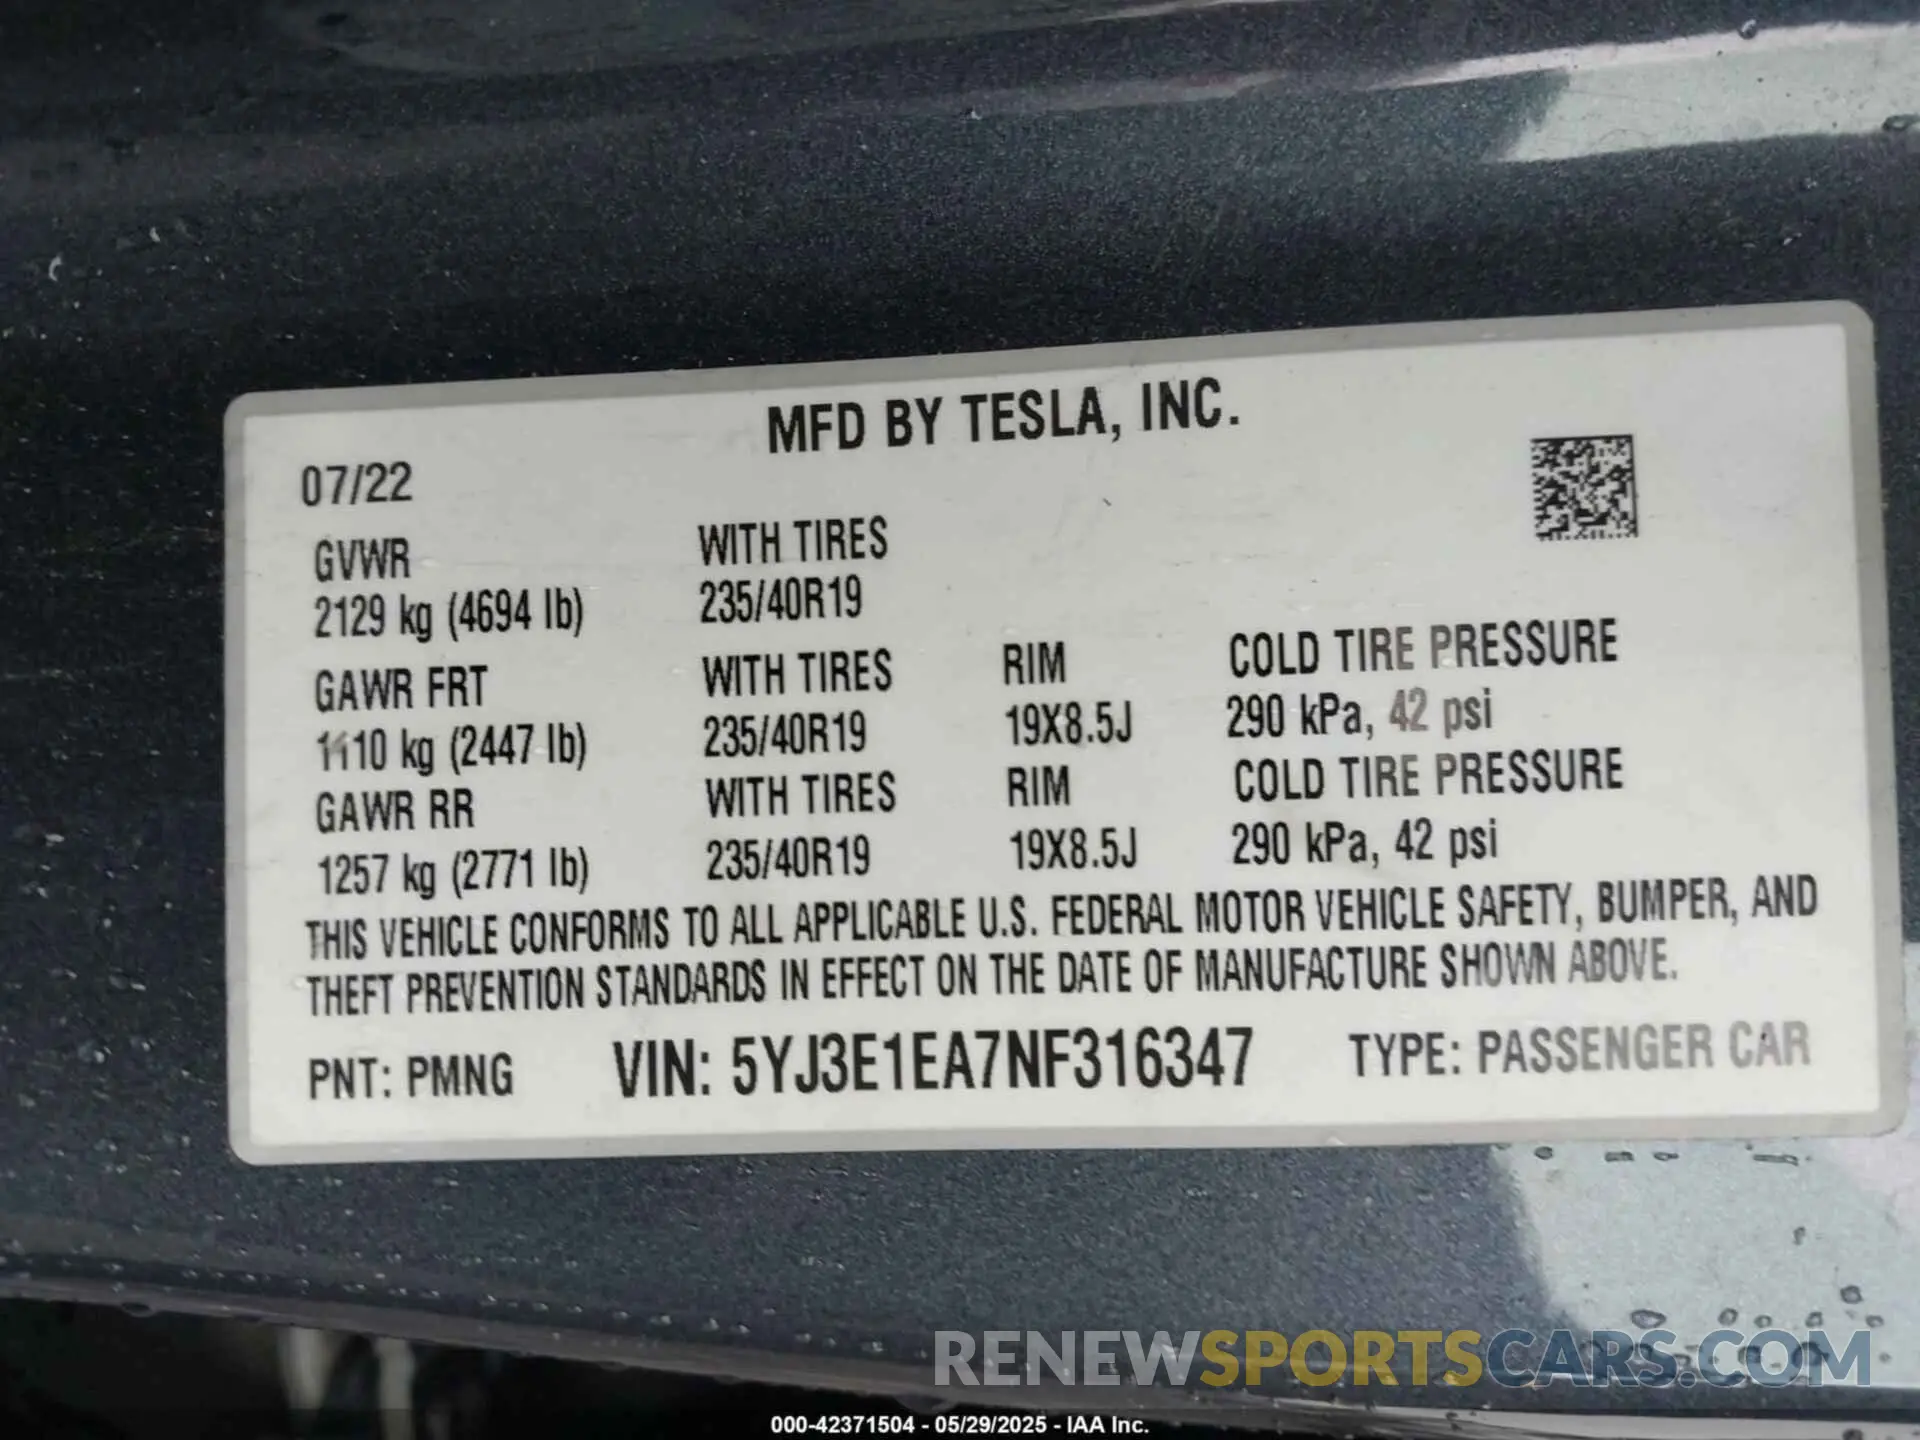 MFD BY TESLA, INC.
07/22
GVWR WITH TIRES
2129 kg (4694 lb) 235/40R19
GAWR FRT WITH TIRES RIM COLD TIRE PRESSURE
1110 kg (2447 lb) 235/40R19 19X8.5J 290 kPa, 42 psi
GAWR RR WITH TIRES RIM COLD TIRE PRESSURE
1257 kg (2771 lb) 235/40R19 19X8.5J 290 kPa, 42 psi
THIS VEHICLE CONFORMS TO ALL APPLICABLE U.S. FEDERAL MOTOR VEHICLE SAFETY, BUMPER, AND
THEFT PREVENTION STANDARDS IN EFFECT ON THE DATE OF MANUFACTURE SHOWN ABOVE.
PNT: PMNG VIN: 5YJ3E1EA7NF316347 TYPE: PASSENGER CAR
RENEWSPORTSCARS.COM
000-42371504 - 05/29/2025 - IAA Inc.